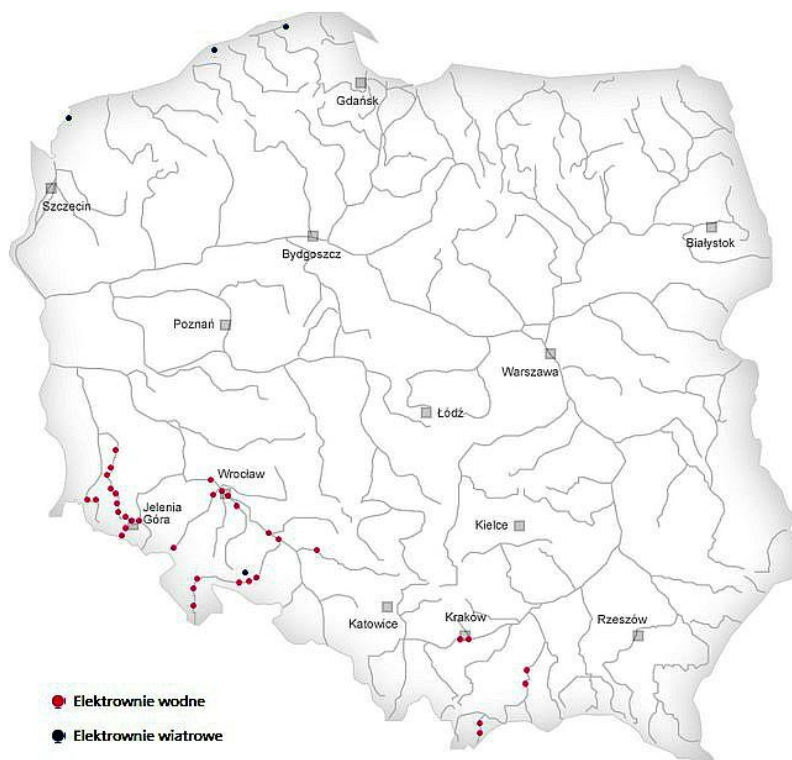 Gdańsk
Szczecin
Białystok
Bydgoszcz
Poznań
Warszawa
Łódź
Wrocław
Jelenia
Góra
Kielce
Kraków
Rzeszów
Katowice
Elektrownie wodne
Elektrownie wiatrowe